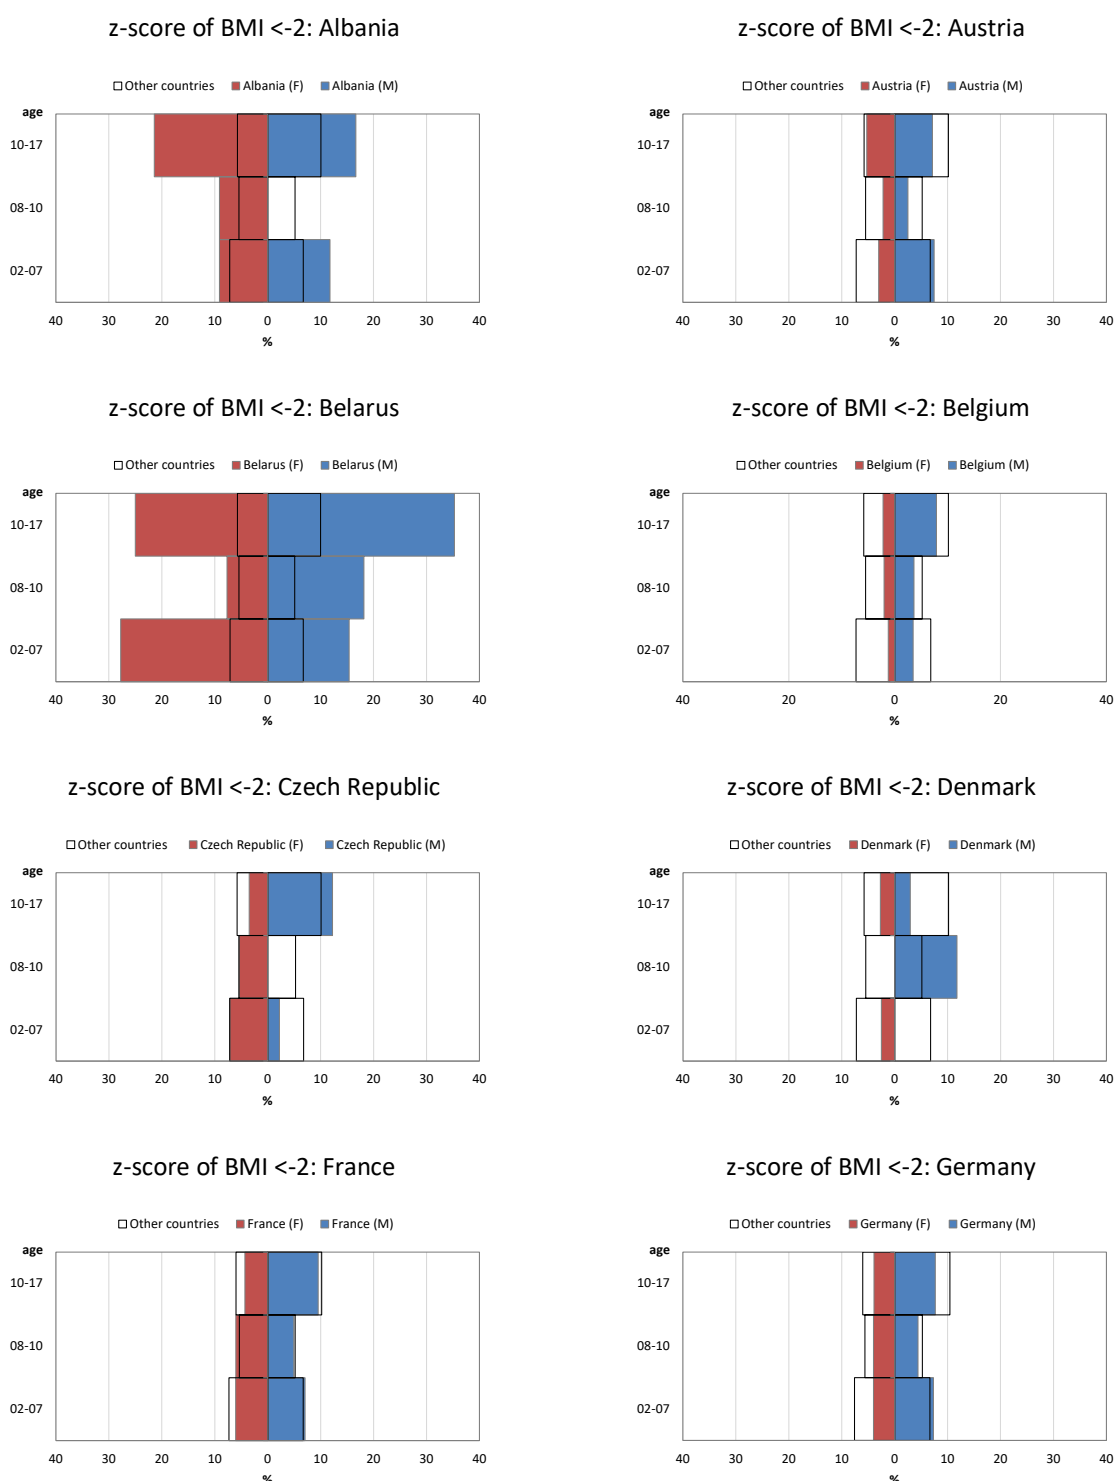 z-score of BMI <-2: Albania
Other countries Albania (F) Albania (M)
age
10-17
08-10
02-07
40 30 20 10 0 10 20 30 40
%
z-score of BMI <-2: Austria
Other countries Austria (F) Austria (M)
age
10-17
08-10
02-07
40 30 20 10 0 10 20 30 40
%
z-score of BMI <-2: Belarus
Other countries Belarus (F) Belarus (M)
age
10-17
08-10
02-07
40 30 20 10 0 10 20 30 40
%
z-score of BMI <-2: Belgium
Other countries Belgium (F) Belgium (M)
age
10-17
08-10
02-07
40 20 10 0 10 20 30 40
%
z-score of BMI <-2: Czech Republic
Other countries Czech Republic (F) Czech Republic (M)
age
10-17
08-10
02-07
40 30 20 10 0 10 20 30 40
%
z-score of BMI <-2: Denmark
Other countries Denmark (F) Denmark (M)
age
10-17
08-10
02-07
40 30 20 10 0 10 20 30 40
%
z-score of BMI <-2: France
Other countries France (F) France (M)
age
10-17
08-10
02-07
40 30 20 10 0 10 20 30 40
%
z-score of BMI <-2: Germany
Other countries Germany (F) Germany (M)
age
10-17
08-10
02-07
40 30 20 10 0 10 20 30 40
%